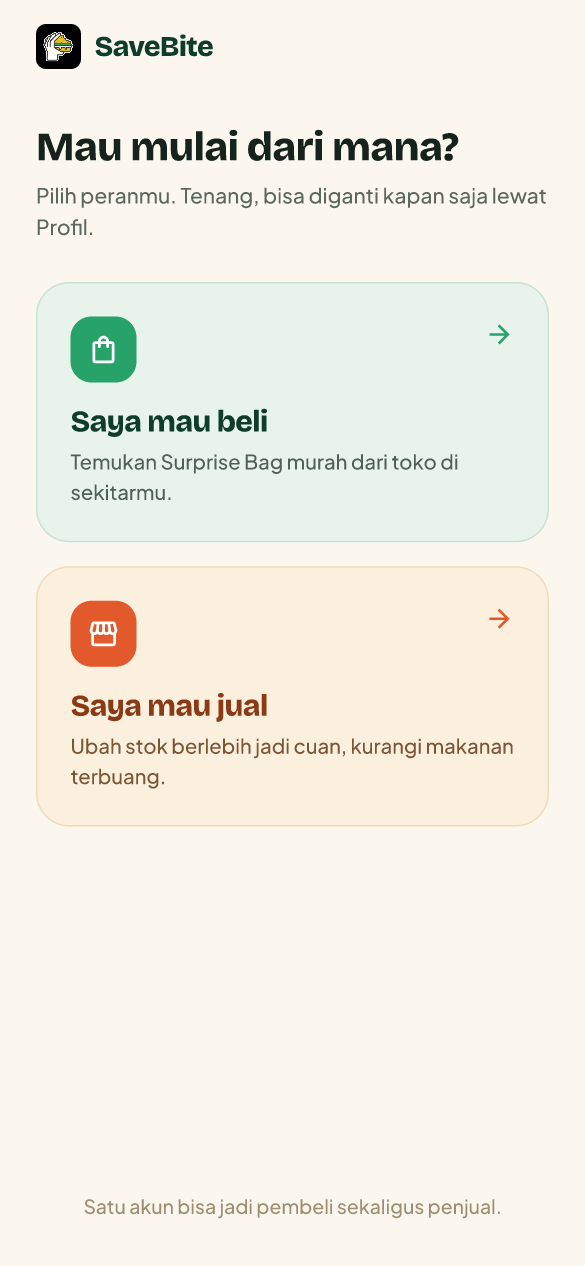 SaveBite
Mau mulai dari mana?
Pilih peranmu. Tenang, bisa diganti kapan saja lewat
Profil.
Saya mau beli
Temukan Surprise Bag murah dari toko di
sekitarmu.
Saya mau jual
Ubah stok berlebih jadi cuan, kurangi makanan
terbuang.
Satu akun bisa jadi pembeli sekaligus penjual.